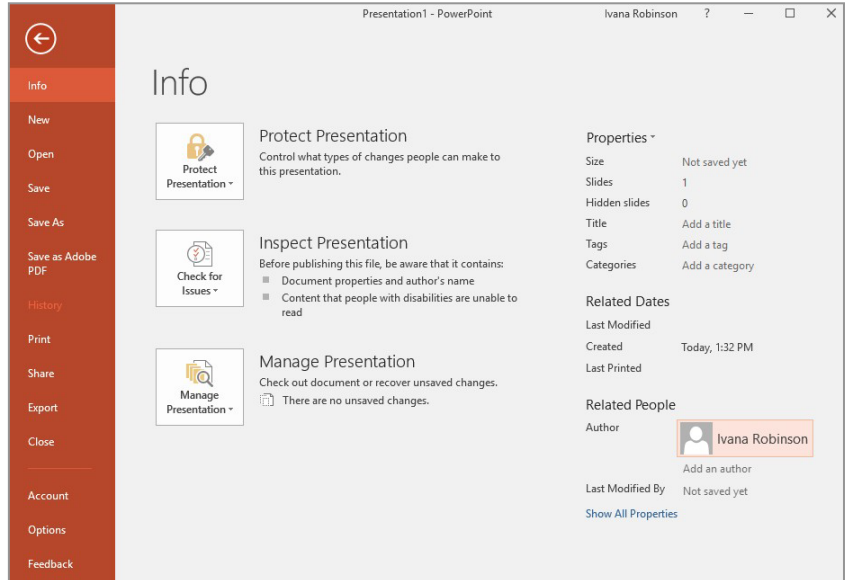 Presentation1 - PowerPoint
Ivana Robinson ?
Info
New
Open
Save
Save As
Save as Adobe
PDF
History
Print
Share
Export
Close
Account
Options
Feedback
Info
Protect
Presentation
Protect Presentation
Control what types of changes people can make to
this presentation.
Check for
Issues
Inspect Presentation
Before publishing this file, be aware that it contains:
Document properties and author's name
Content that people with disabilities are unable to
read
Manage
Presentation
Manage Presentation
Check out document or recover unsaved changes.
There are no unsaved changes.
Properties
Size Not saved yet
Slides 1
Hidden slides 0
Title Add a title
Tags Add a tag
Categories Add a category
Related Dates
Last Modified
Created Today, 1:32 PM
Last Printed
Related People
Author Ivana Robinson
Add an author
Last Modified By Not saved yet
Show All Properties